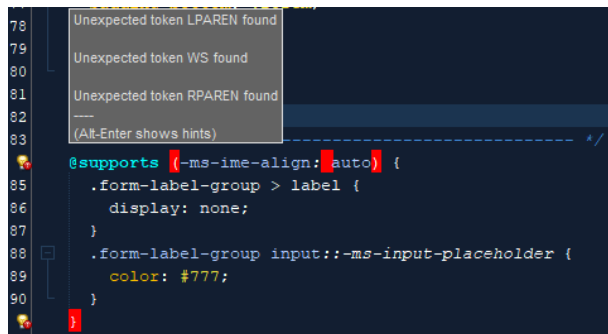 78
Unexpected token LPAREN found
79
Unexpected token WS found
80
81
Unexpected token RPAREN found
82
----
(Alt-Enter shows hints)
83 ---------------------------- */
@supports (-ms-ime-align: auto) {
85 .form-label-group > label {
86 display: none;
87 }
88 .form-label-group input::-ms-input-placeholder {
89 color: #777;
90 }
}